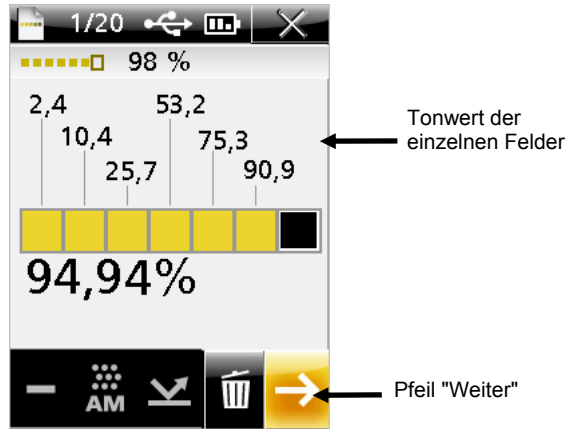 1/20
98 %
2,4 53,2
10,4 75,3
25,7 90,9
94,94%
AM
Tonwert der
einzelnen Felder
Pfeil "Weiter"